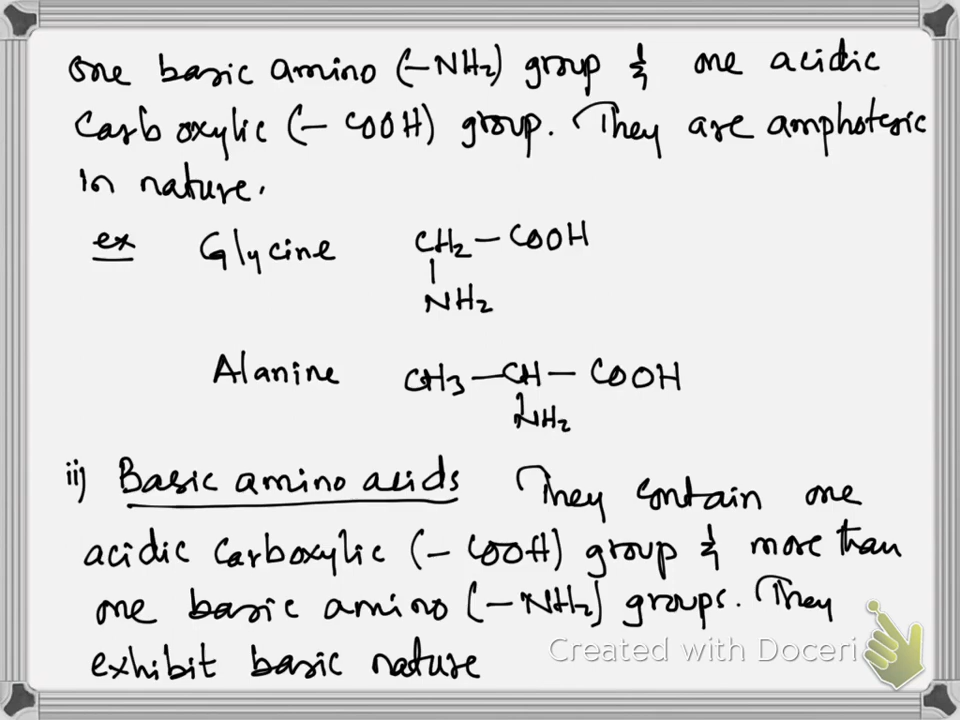 one basic amino (-NH2) group & one acidic
carboxylic (- COOH) group. They are amphoteric
in nature.
ex Glycine CH2 - COOH
|
NH2
Alanine CH3 - CH - COOH
NH2
ii) Basic amino acids They contain one
acidic carboxylic (- COOH) group & more than
one basic amino (- NH2) groups. They
exhibit basic nature
Created with Doceri